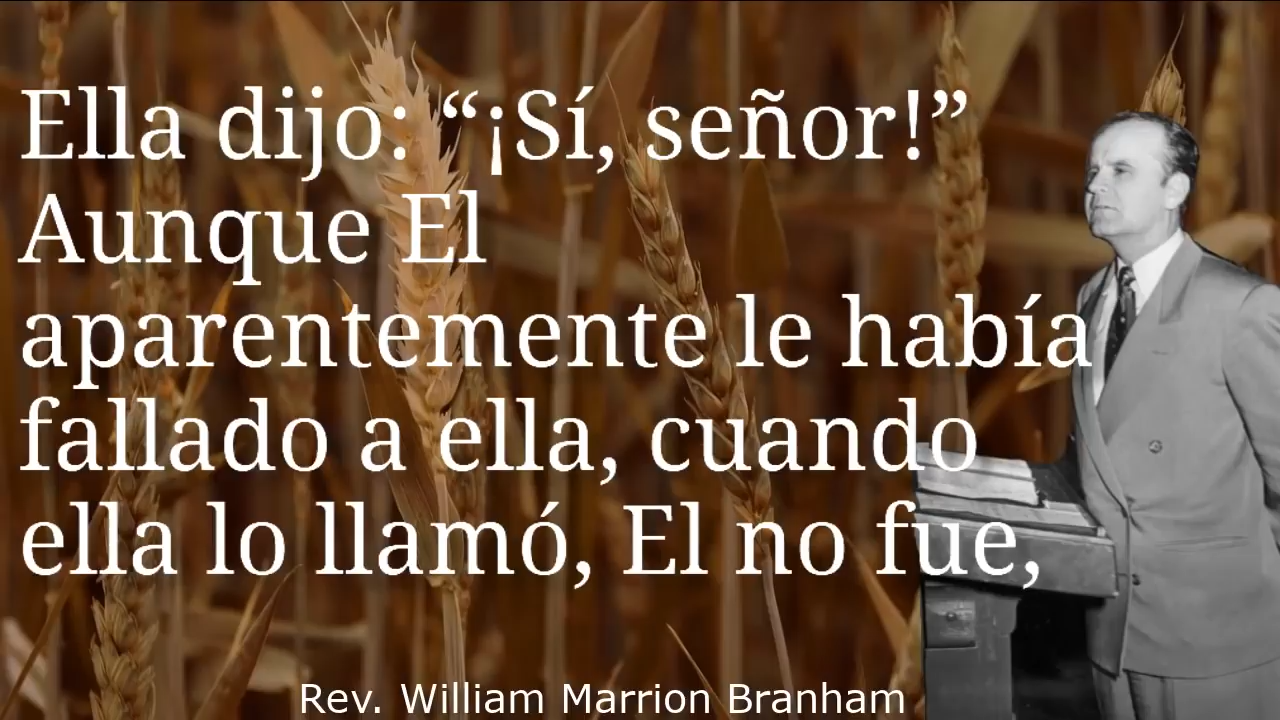 Ella dijo: “¡Sí, señor!”
Aunque El
aparentemente le había
fallado a ella, cuando
ella lo llamó, El no fue,
Rev. William Marrion Branham